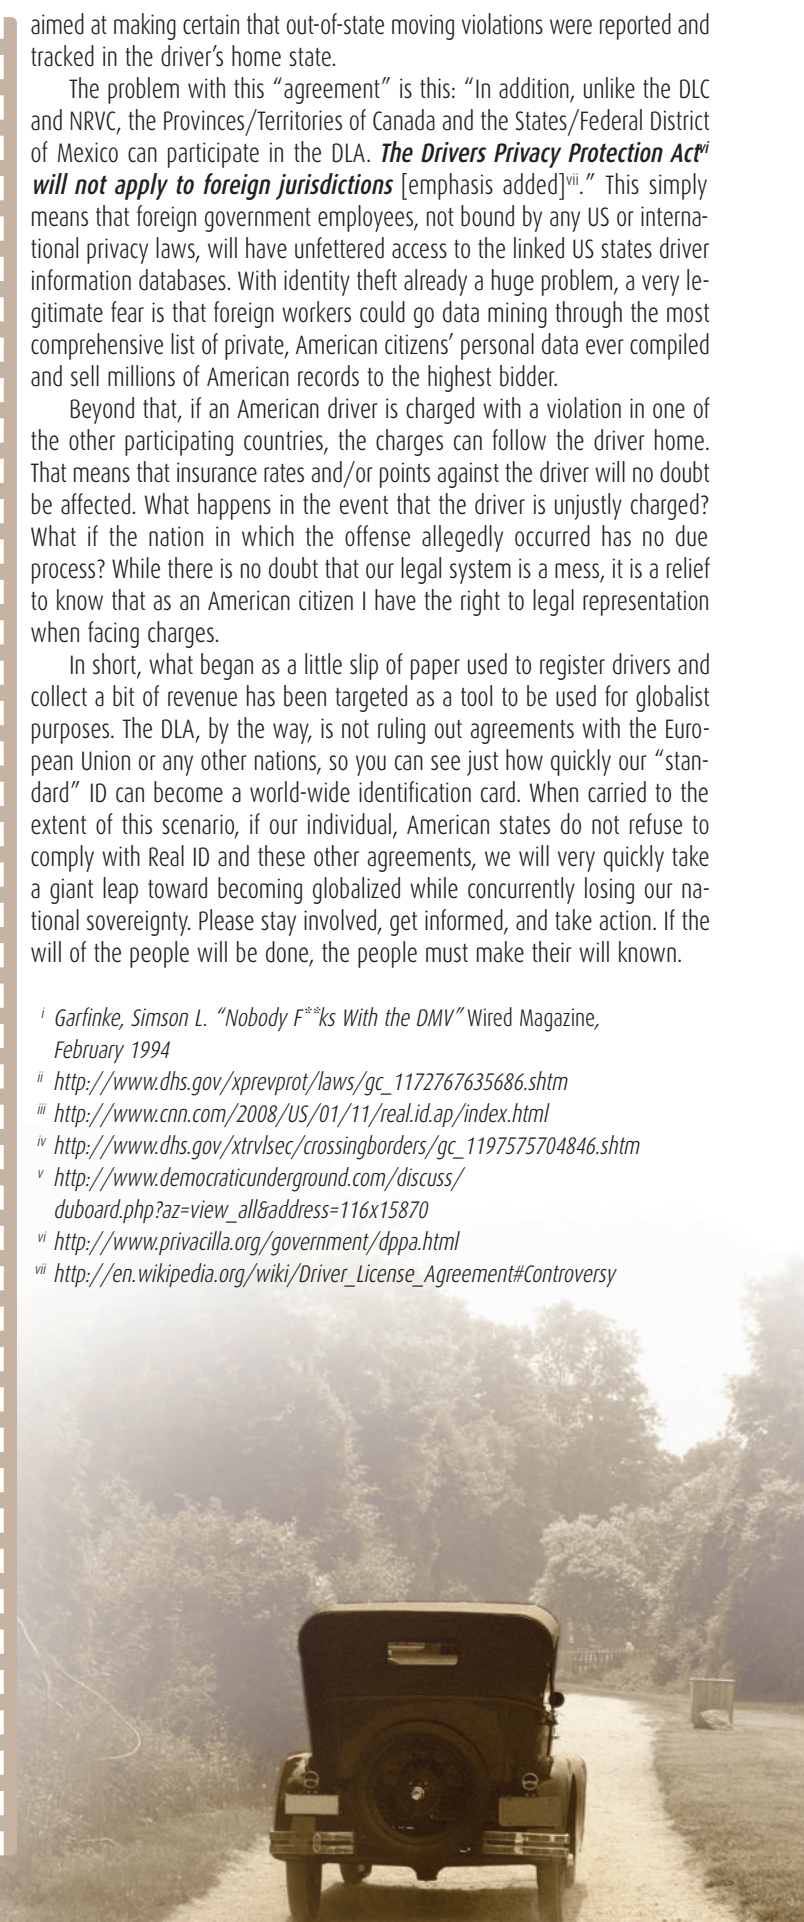 aimed at making certain that out-of-state moving violations were reported and
tracked in the driver's home state.
The problem with this “agreement” is this: “In addition, unlike the DLC
and NRVC, the Provinces/Territories of Canada and the States/Federal District
of Mexico can participate in the DLA. The Drivers Privacy Protection Actvi
will not apply to foreign jurisdictions [emphasis added]vii.” This simply
means that foreign government employees, not bound by any US or interna-
tional privacy laws, will have unfettered access to the linked US states driver
information databases. With identity theft already a huge problem, a very le-
gitimate fear is that foreign workers could go data mining through the most
comprehensive list of private, American citizens’ personal data ever compiled
and sell millions of American records to the highest bidder.
Beyond that, if an American driver is charged with a violation in one of
the other participating countries, the charges can follow the driver home.
That means that insurance rates and/or points against the driver will no doubt
be affected. What happens in the event that the driver is unjustly charged?
What if the nation in which the offense allegedly occurred has no due
process? While there is no doubt that our legal system is a mess, it is a relief
to know that as an American citizen I have the right to legal representation
when facing charges.
In short, what began as a little slip of paper used to register drivers and
collect a bit of revenue has been targeted as a tool to be used for globalist
purposes. The DLA, by the way, is not ruling out agreements with the Euro-
pean Union or any other nations, so you can see just how quickly our “stan-
dard” ID can become a world-wide identification card. When carried to the
extent of this scenario, if our individual, American states do not refuse to
comply with Real ID and these other agreements, we will very quickly take
a giant leap toward becoming globalized while concurrently losing our na-
tional sovereignty. Please stay involved, get informed, and take action. If the
will of the people will be done, the people must make their will known.
i Garfinke, Simson L. “Nobody F**ks With the DMV” Wired Magazine,
February 1994
ii http://www.dhs.gov/xprevprot/laws/gc_1172767635686.shtm
iii http://www.cnn.com/2008/US/01/11/real.id.ap/index.html
iv http://www.dhs.gov/xtrvlsec/crossingborders/gc_1197575704846.shtm
v http://www.democraticunderground.com/discuss/
duboard.php?az=view_all&address=116x15870
vi http://www.privacilla.org/government/dppa.html
vii http://en.wikipedia.org/wiki/Driver_License_Agreement#Controversy